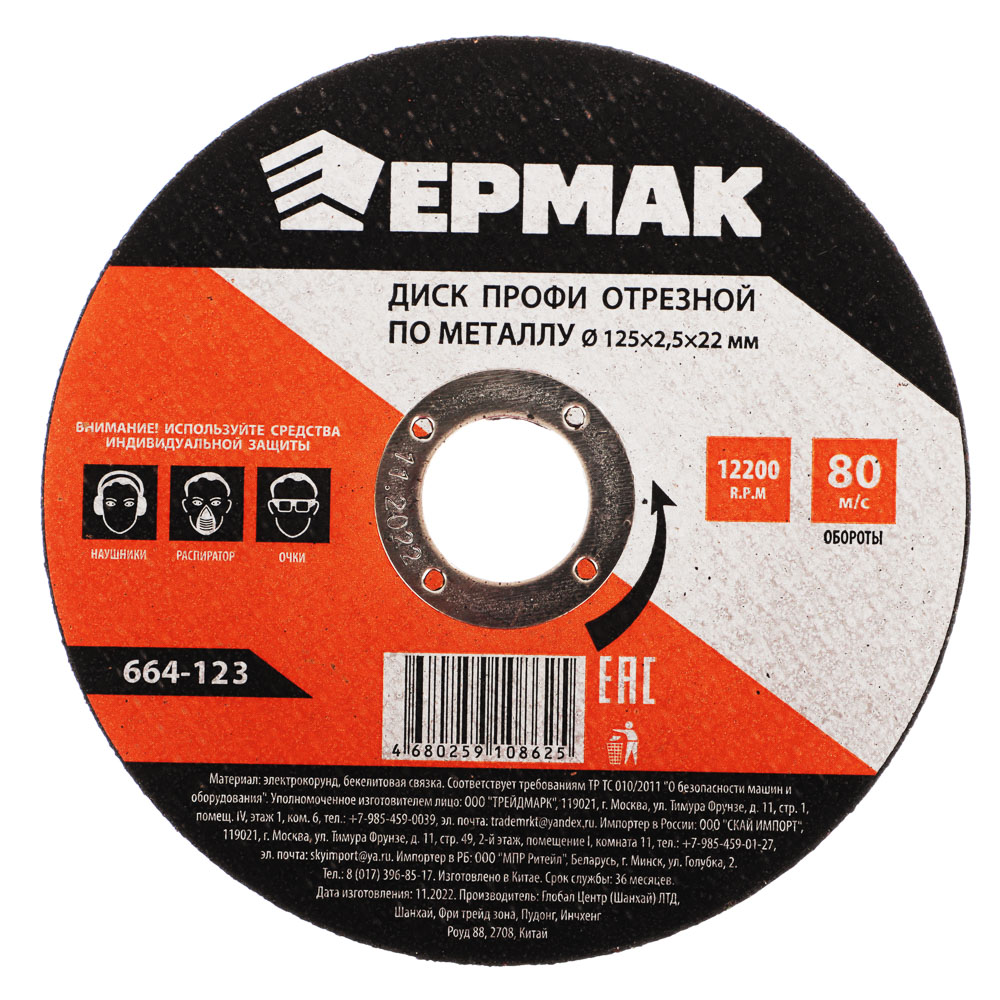 ЕРМАК
ДИСК ПРОФИ ОТРЕЗНОЙ
ПО МЕТАЛЛУ Ø 125×2,5×22 мм
ВНИМАНИЕ! ИСПОЛЬЗУЙТЕ СРЕДСТВА
ИНДИВИДУАЛЬНОЙ ЗАЩИТЫ
НАУШНИКИ РАСПИРАТОР ОЧКИ
11.2022
12200
R.P.M
80
М/С
ОБОРОТЫ
664-123
EAC
4 680259 108625
Материал: электрокорунд, бекелитовая связка. Соответствует требованиям ТР ТС 010/2011 "О безопасности машин и
оборудования". Уполномоченное изготовителем лицо: ООО "ТРЕЙДМАРК", 119021, г. Москва, ул. Тимура Фрунзе, д. 11, стр. 1,
помещ. iV, этаж 1, ком. 6, тел.: +7-985-459-0039, эл. почта: trademrkt@yandex.ru. Импортер в России: ООО "СКАЙ ИМПОРТ",
119021, г. Москва, ул. Тимура Фрунзе, д. 11, стр. 49, 2-й этаж, помещение I, комната 11, тел.: +7-985-459-01-27,
эл. почта: skyimport@ya.ru. Импортер в РБ: ООО "МПР Ритейл", Беларусь, г. Минск, ул. Голубка, 2.
Тел.: 8 (017) 396-85-17. Изготовлено в Китае. Срок службы: 36 месяцев.
Дата изготовления: 11.2022. Производитель: Глобал Центр (Шанхай) ЛТД,
Шанхай, Фри трейд зона, Пудонг, Инчхенг
Роуд 88, 2708, Китай